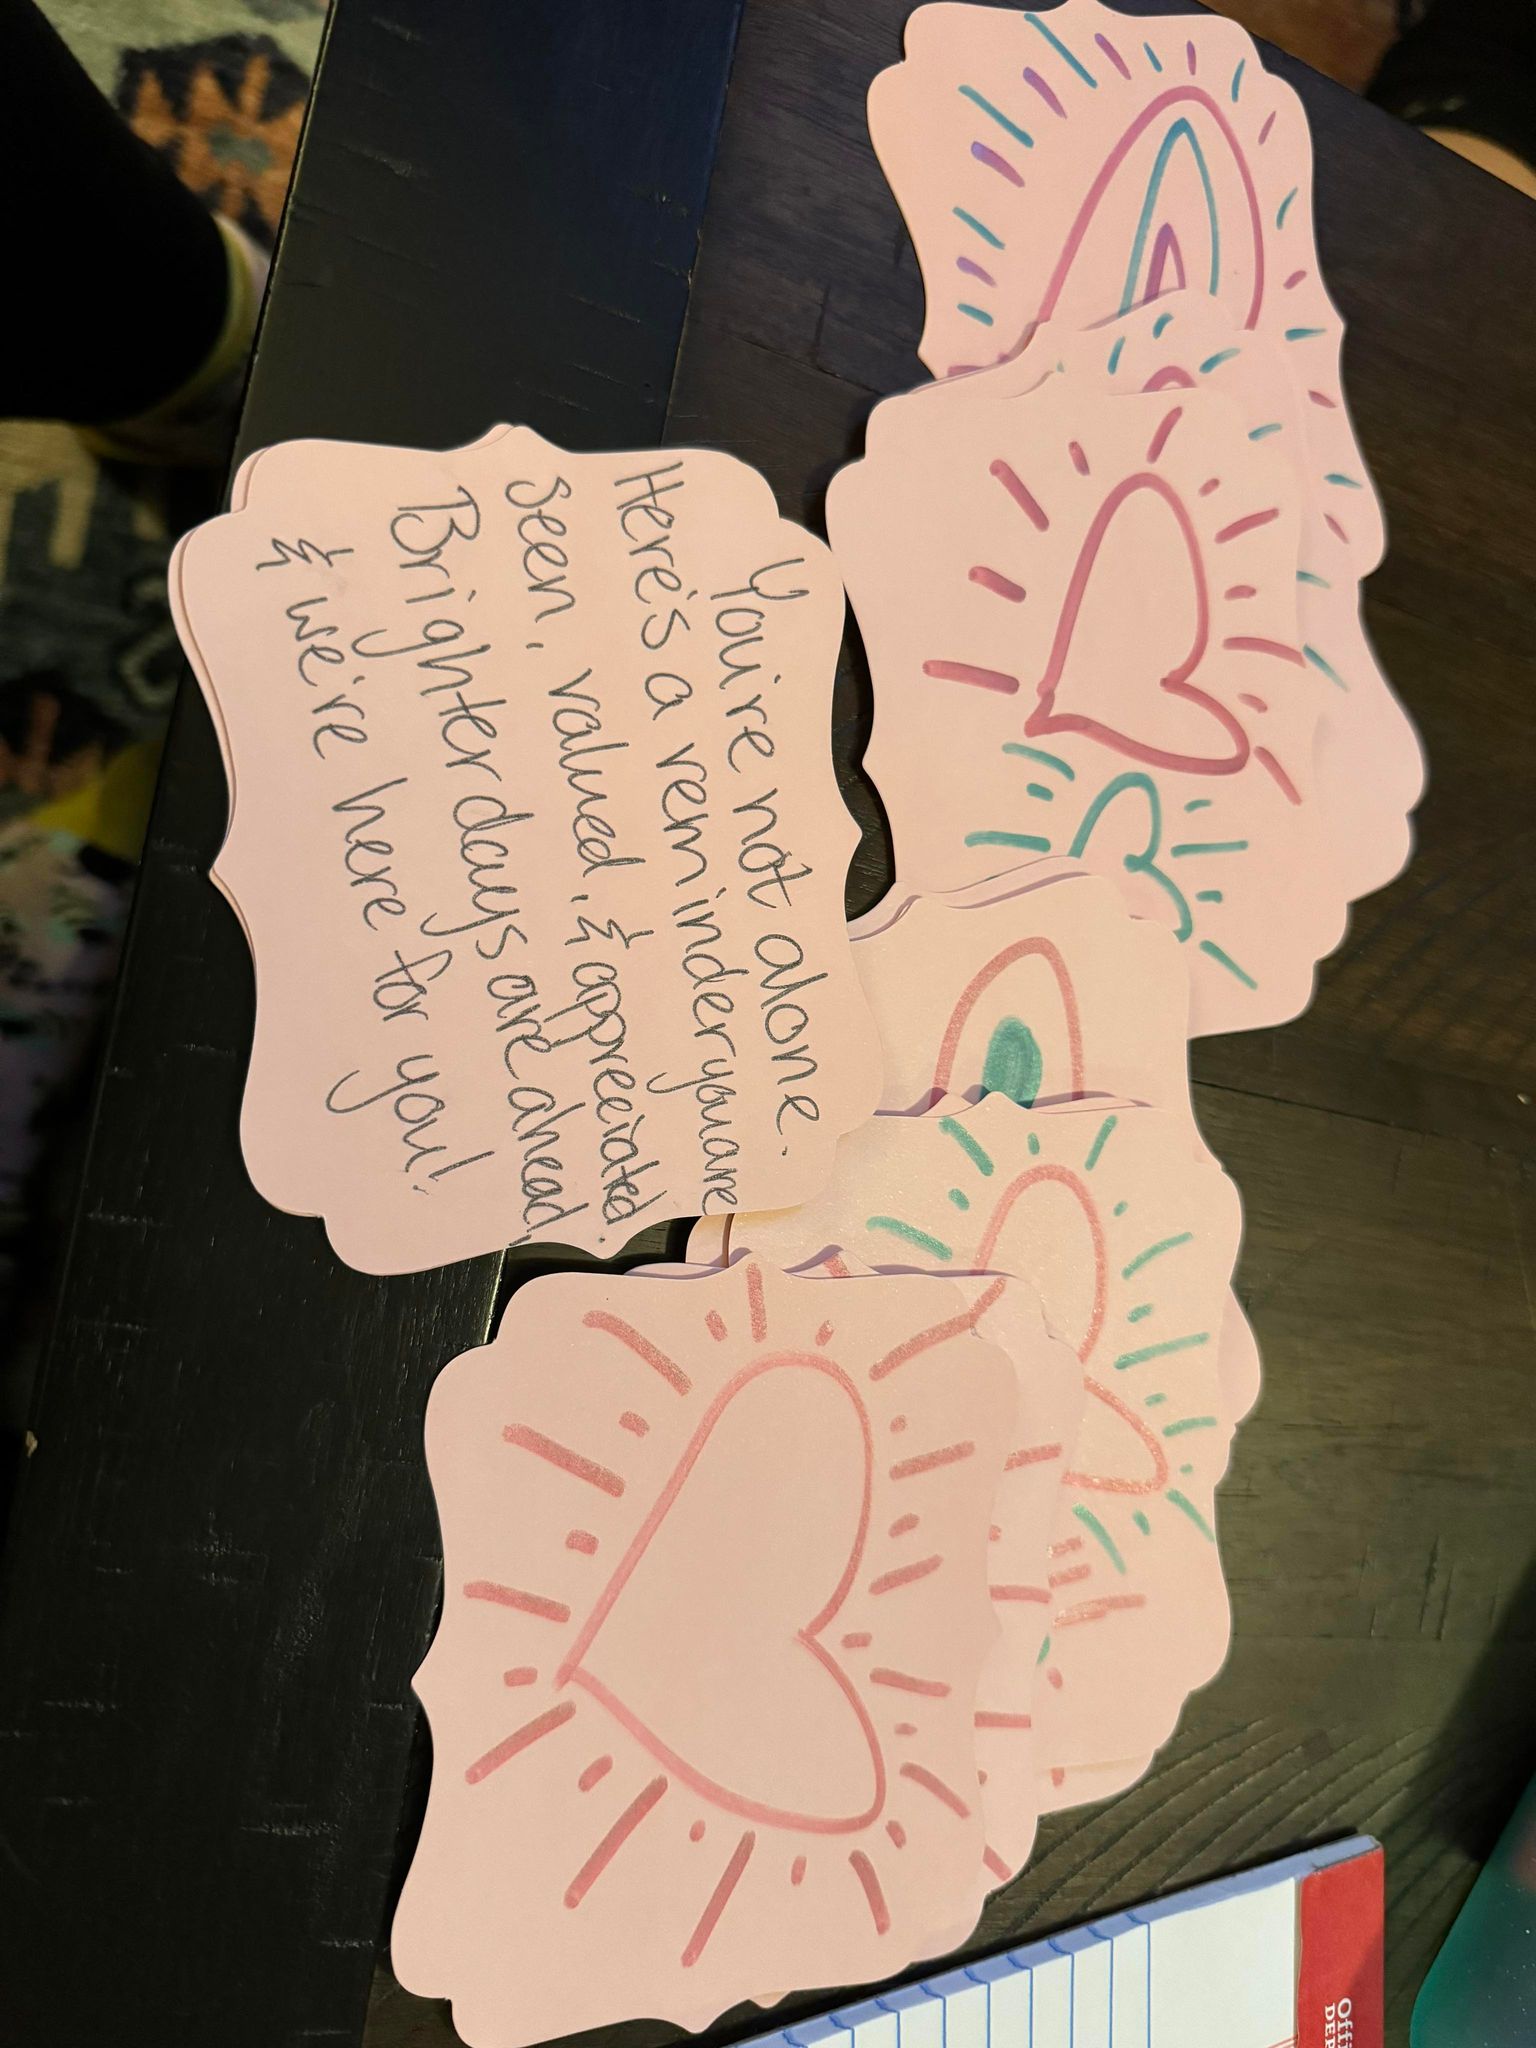 You're not alone.
Here's a reminder you are
seen, valued, & appreciated.
Brighter days are ahead,
& we're here for you!
Offi
DEP